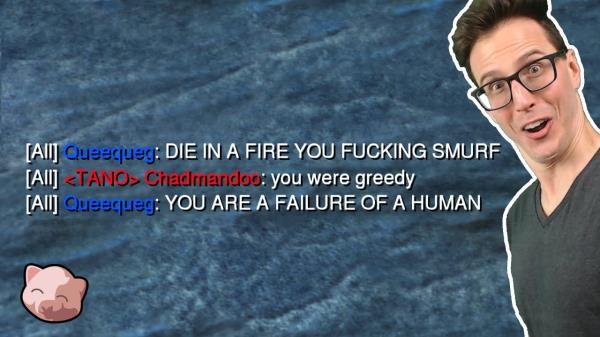 [All] Queequeg: DIE IN A FIRE YOU FUCKING SMURF
[All] <TANO> Chadmandoo: you were greedy
[All] Queequeg: YOU ARE A FAILURE OF A HUMAN